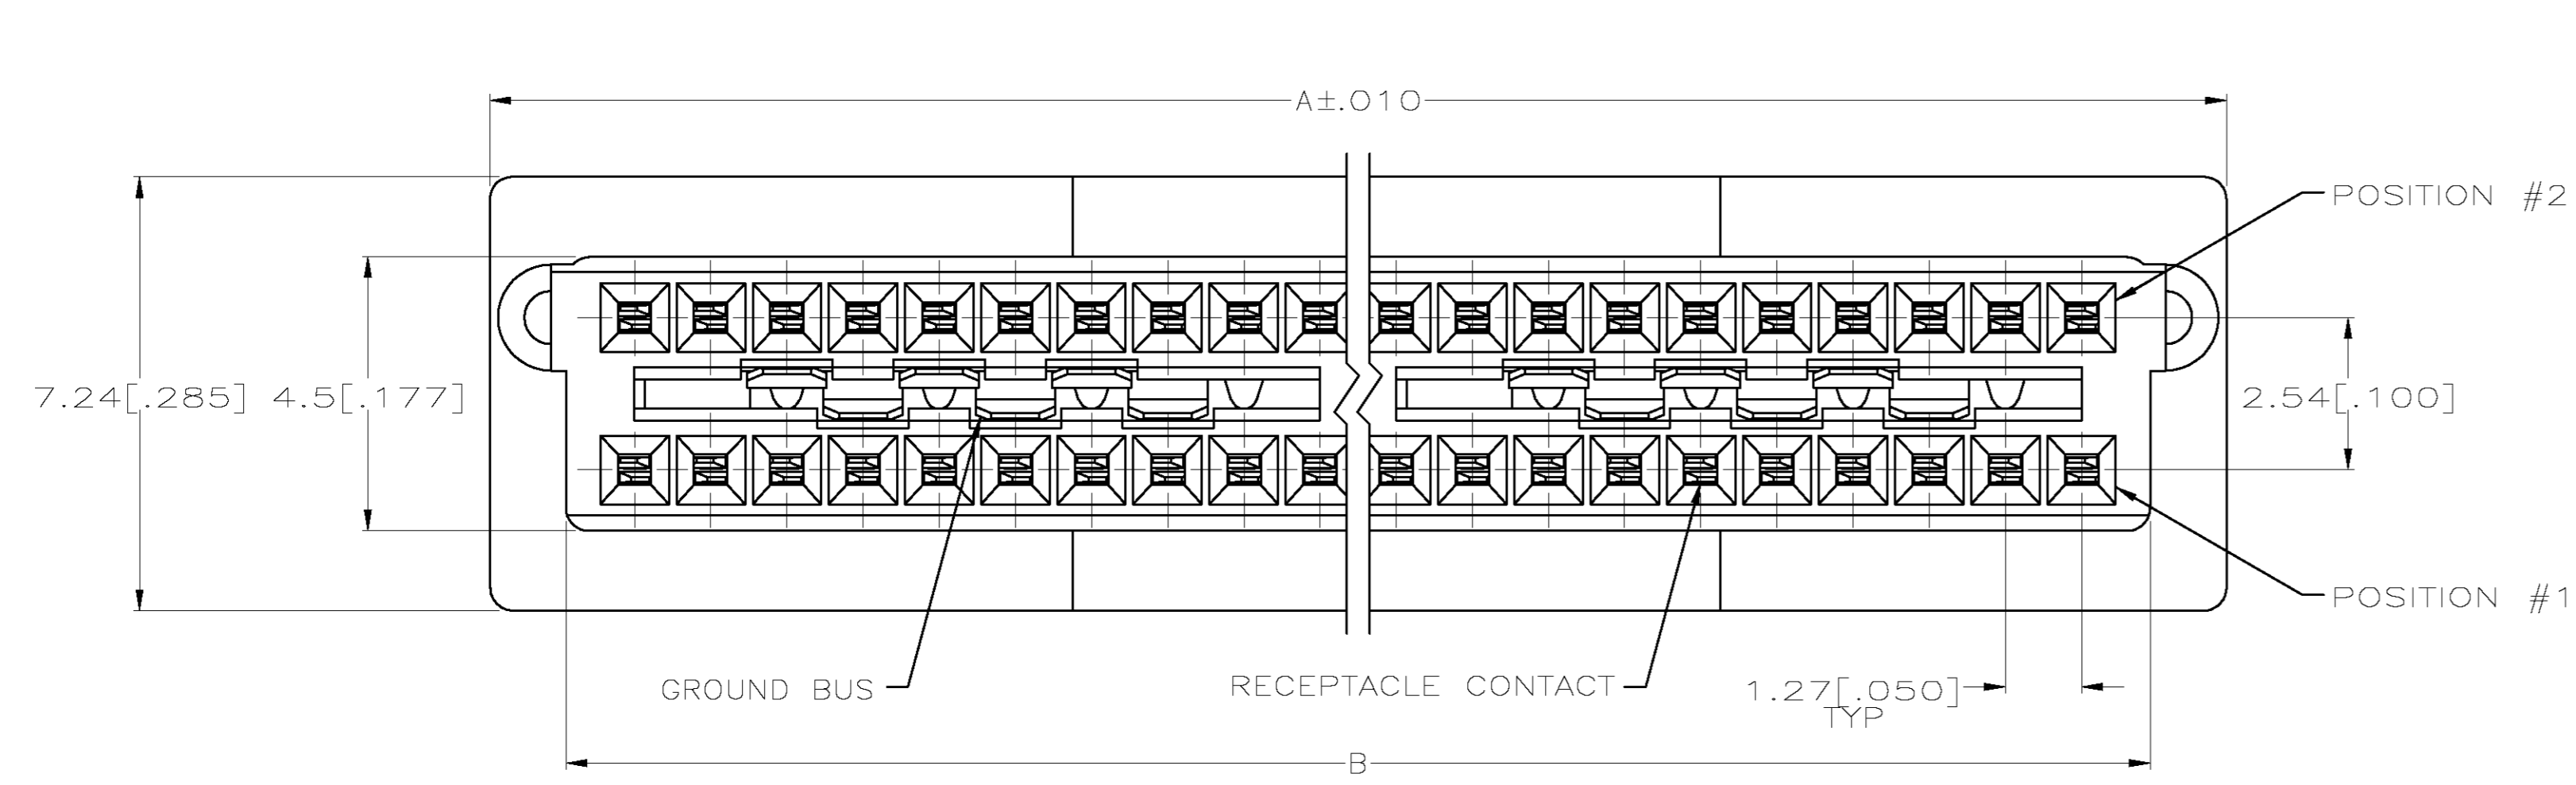 A±.010
POSITION #2
7.24[.285]
4.5[.177]
2.54[.100]
POSITION #1
GROUND BUS
RECEPTACLE CONTACT
1.27[.050]
TYP
B